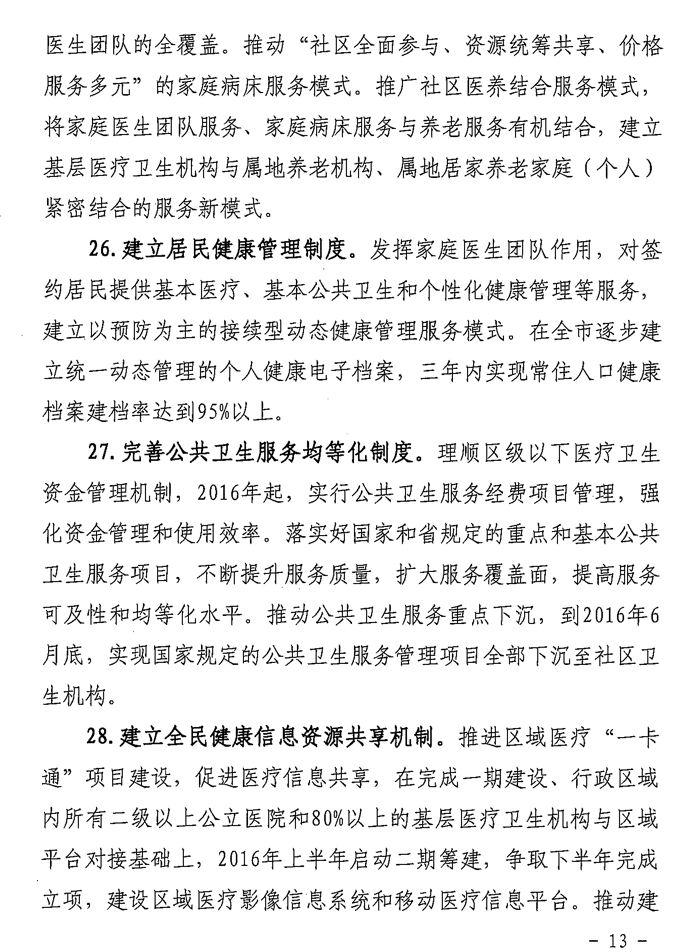 医生团队的全覆盖。推动“社区全面参与、资源统筹共享、价格
服务多元”的家庭病床服务模式。推广社区医养结合服务模式，
将家庭医生团队服务、家庭病床服务与养老服务有机结合，建立
基层医疗卫生机构与属地养老机构、属地居家养老家庭（个人）
紧密结合的服务新模式。
26.建立居民健康管理制度。发挥家庭医生团队作用，对签
约居民提供基本医疗、基本公共卫生和个性化健康管理等服务，
建立以预防为主的接续型动态健康管理服务模式。在全市逐步建
立统一动态管理的个人健康电子档案，三年内实现常住人口健康
档案建档率达到95%以上。
27.完善公共卫生服务均等化制度。理顺区级以下医疗卫生
资金管理机制，2016年起，实行公共卫生服务经费项目管理，强
化资金管理和使用效率。落实好国家和省规定的重点和基本公共
卫生服务项目，不断提升服务质量，扩大服务覆盖面，提高服务
可及性和均等化水平。推动公共卫生服务重点下沉，到2016年6
月底，实现国家规定的公共卫生服务管理项目全部下沉至社区卫
生机构。
28.建立全民健康信息资源共享机制。推进区域医疗“一卡
通”项目建设，促进医疗信息共享，在完成一期建设、行政区域
内所有二级以上公立医院和80%以上的基层医疗卫生机构与区域
平台对接基础上，2016年上半年启动二期筹建，争取下半年完成
立项，建设区域医疗影像信息系统和移动医疗信息平台。推动建
- 13 -